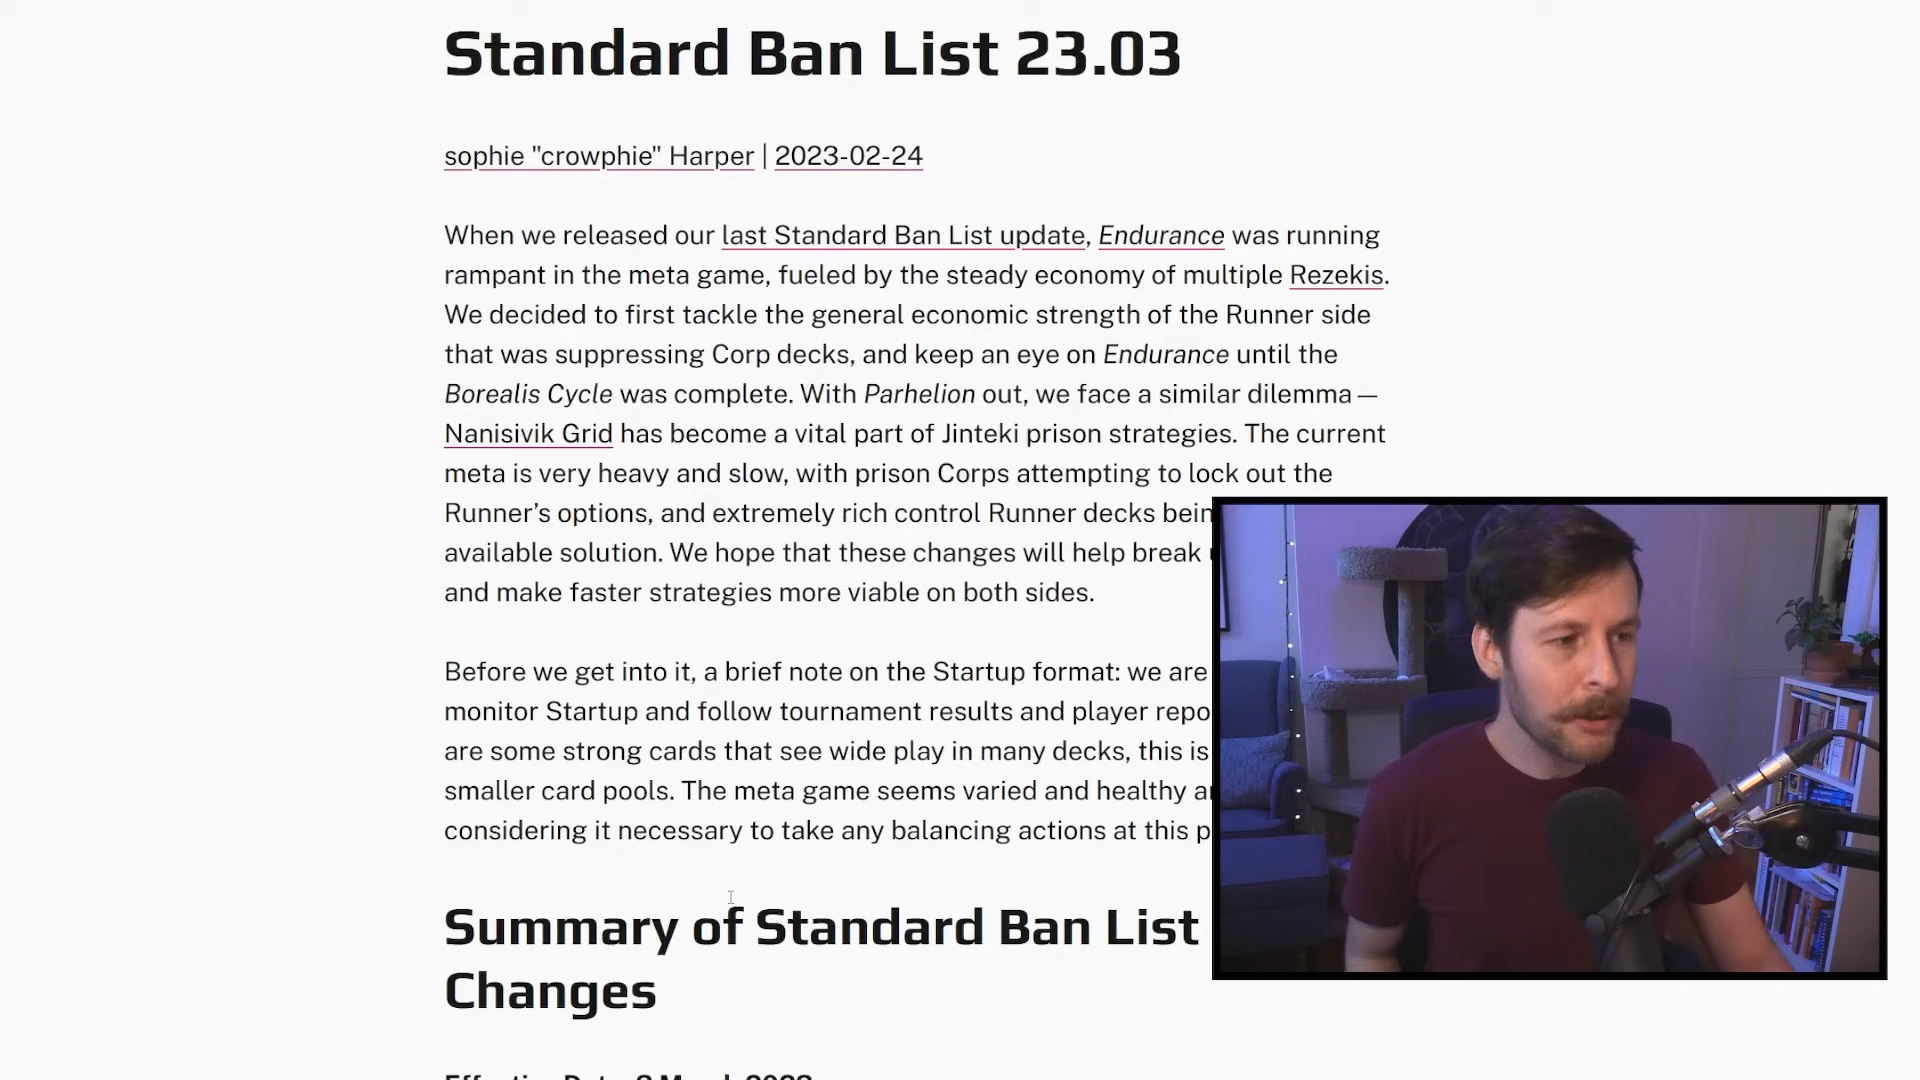 Standard Ban List 23.03
sophie "crowphie" Harper | 2023-02-24
When we released our last Standard Ban List update, Endurance was running
rampant in the meta game, fueled by the steady economy of multiple Rezekis.
We decided to first tackle the general economic strength of the Runner side
that was suppressing Corp decks, and keep an eye on Endurance until the
Borealis Cycle was complete. With Parhelion out, we face a similar dilemma —
Nanisivik Grid has become a vital part of Jinteki prison strategies. The current
meta is very heavy and slow, with prison Corps attempting to lock out the
Runner’s options, and extremely rich control Runner decks
available solution. We hope that these changes will help break
and make faster strategies more viable on both sides.
Before we get into it, a brief note on the Startup format: we are
monitor Startup and follow tournament results and player
are some strong cards that see wide play in many decks, this is
smaller card pools. The meta game seems varied and healthy
considering it necessary to take any balancing actions at this
Summary of Standard Ban List
Changes